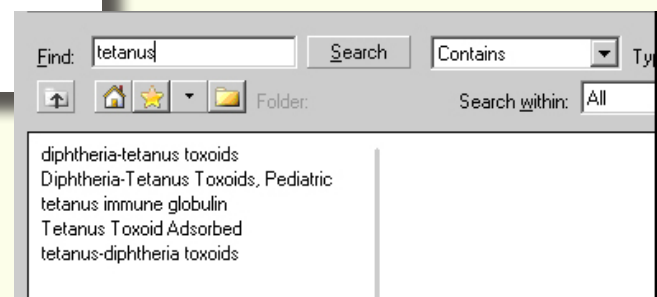 Find: tetanus Search Contains
Folder: Search within: All
diphtheria-tetanus toxoids
Diphtheria-Tetanus Toxoids, Pediatric
tetanus immune globulin
Tetanus Toxoid Adsorbed
tetanus-diphtheria toxoids